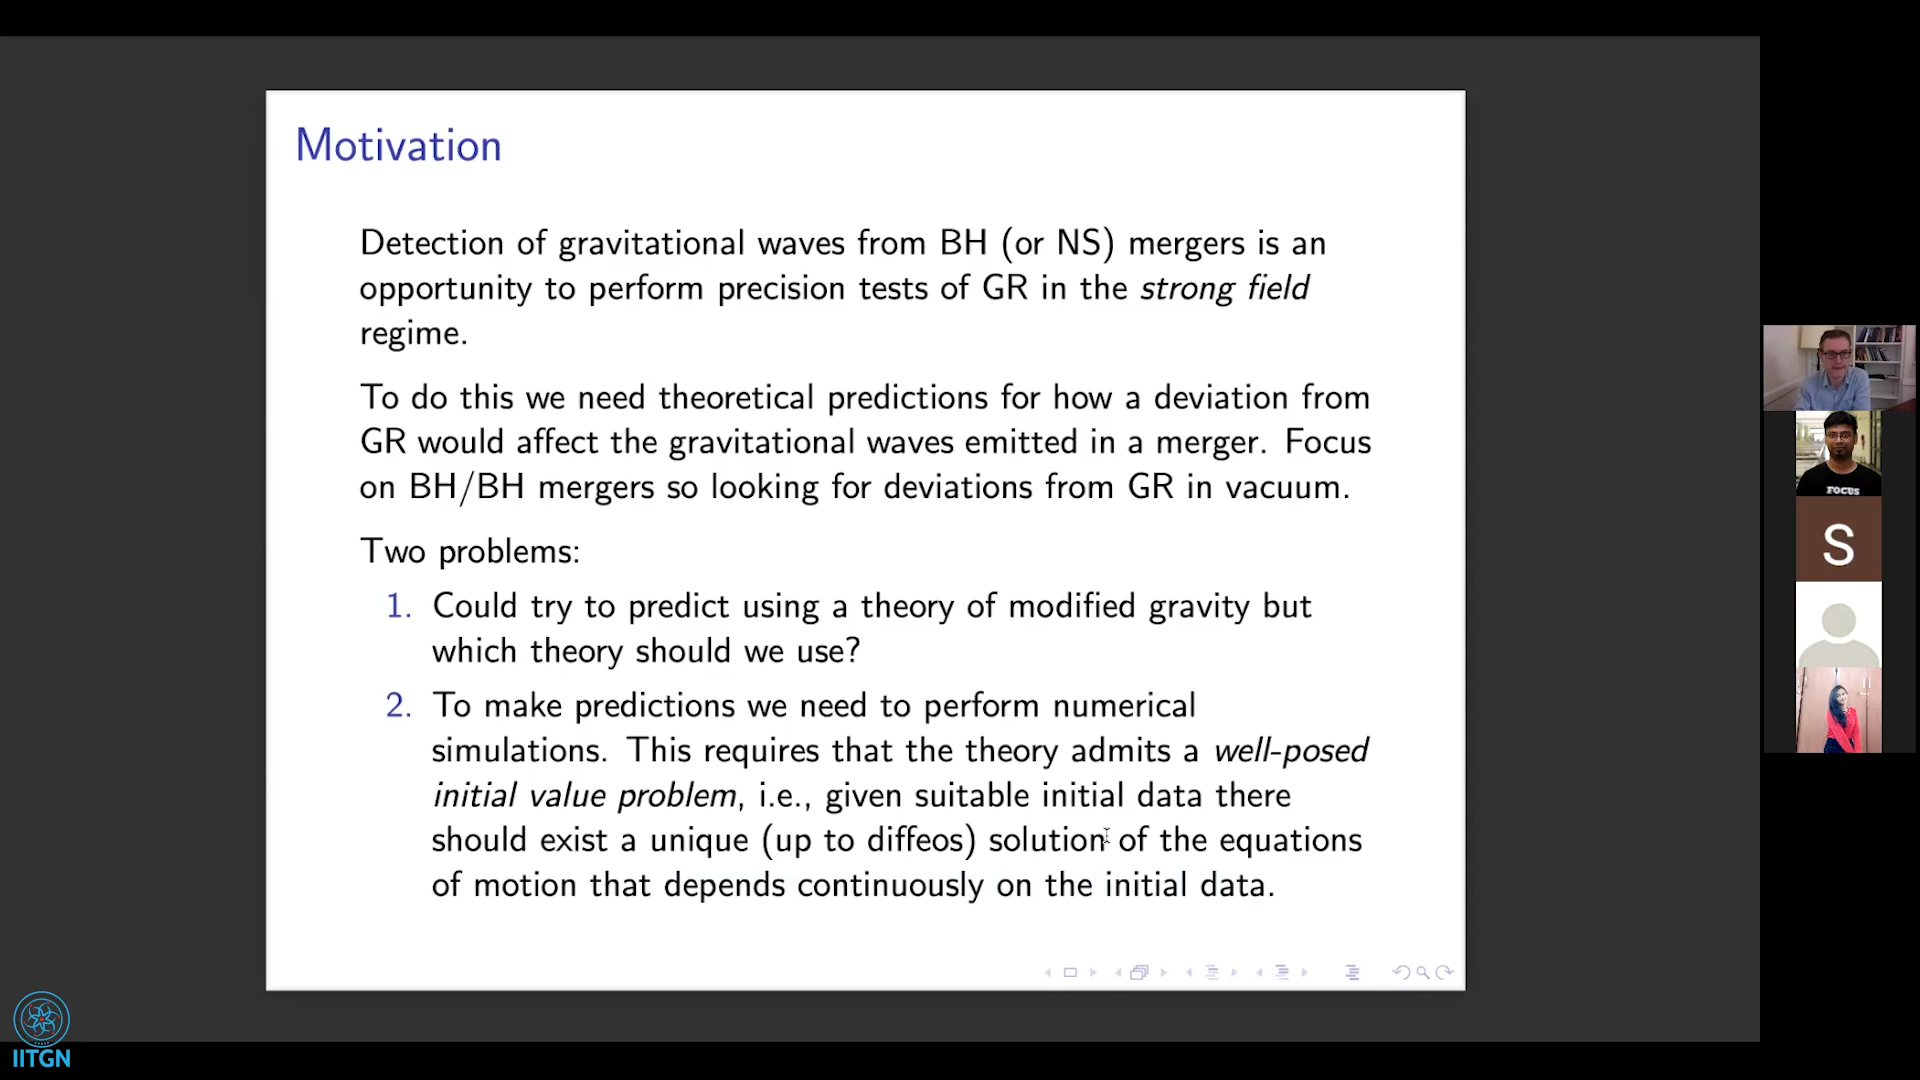 Motivation
Detection of gravitational waves from BH (or NS) mergers is an
opportunity to perform precision tests of GR in the strong field
regime.
To do this we need theoretical predictions for how a deviation from
GR would affect the gravitational waves emitted in a merger. Focus
on BH/BH mergers so looking for deviations from GR in vacuum.
Two problems:
1. Could try to predict using a theory of modified gravity but
which theory should we use?
2. To make predictions we need to perform numerical
simulations. This requires that the theory admits a well-posed
initial value problem, i.e., given suitable initial data there
should exist a unique (up to diffeos) solution of the equations
of motion that depends continuously on the initial data.
FOCUS
S
IITGN